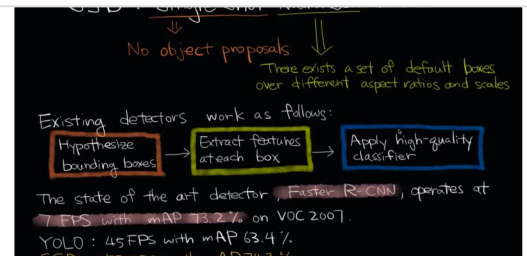 SSD : Single Shot
No object proposals
There exists a set of default boxes
over different aspect ratios and scales
Existing detectors work as follows:
Hypothesize
bounding boxes
Extract features
at each box
Apply high-quality
classifier
The state of the art detector, Faster R-CNN, operates at
7 FPS with mAP 73.2% on VOC 2007.
YOLO : 45 FPS with mAP 63.4%